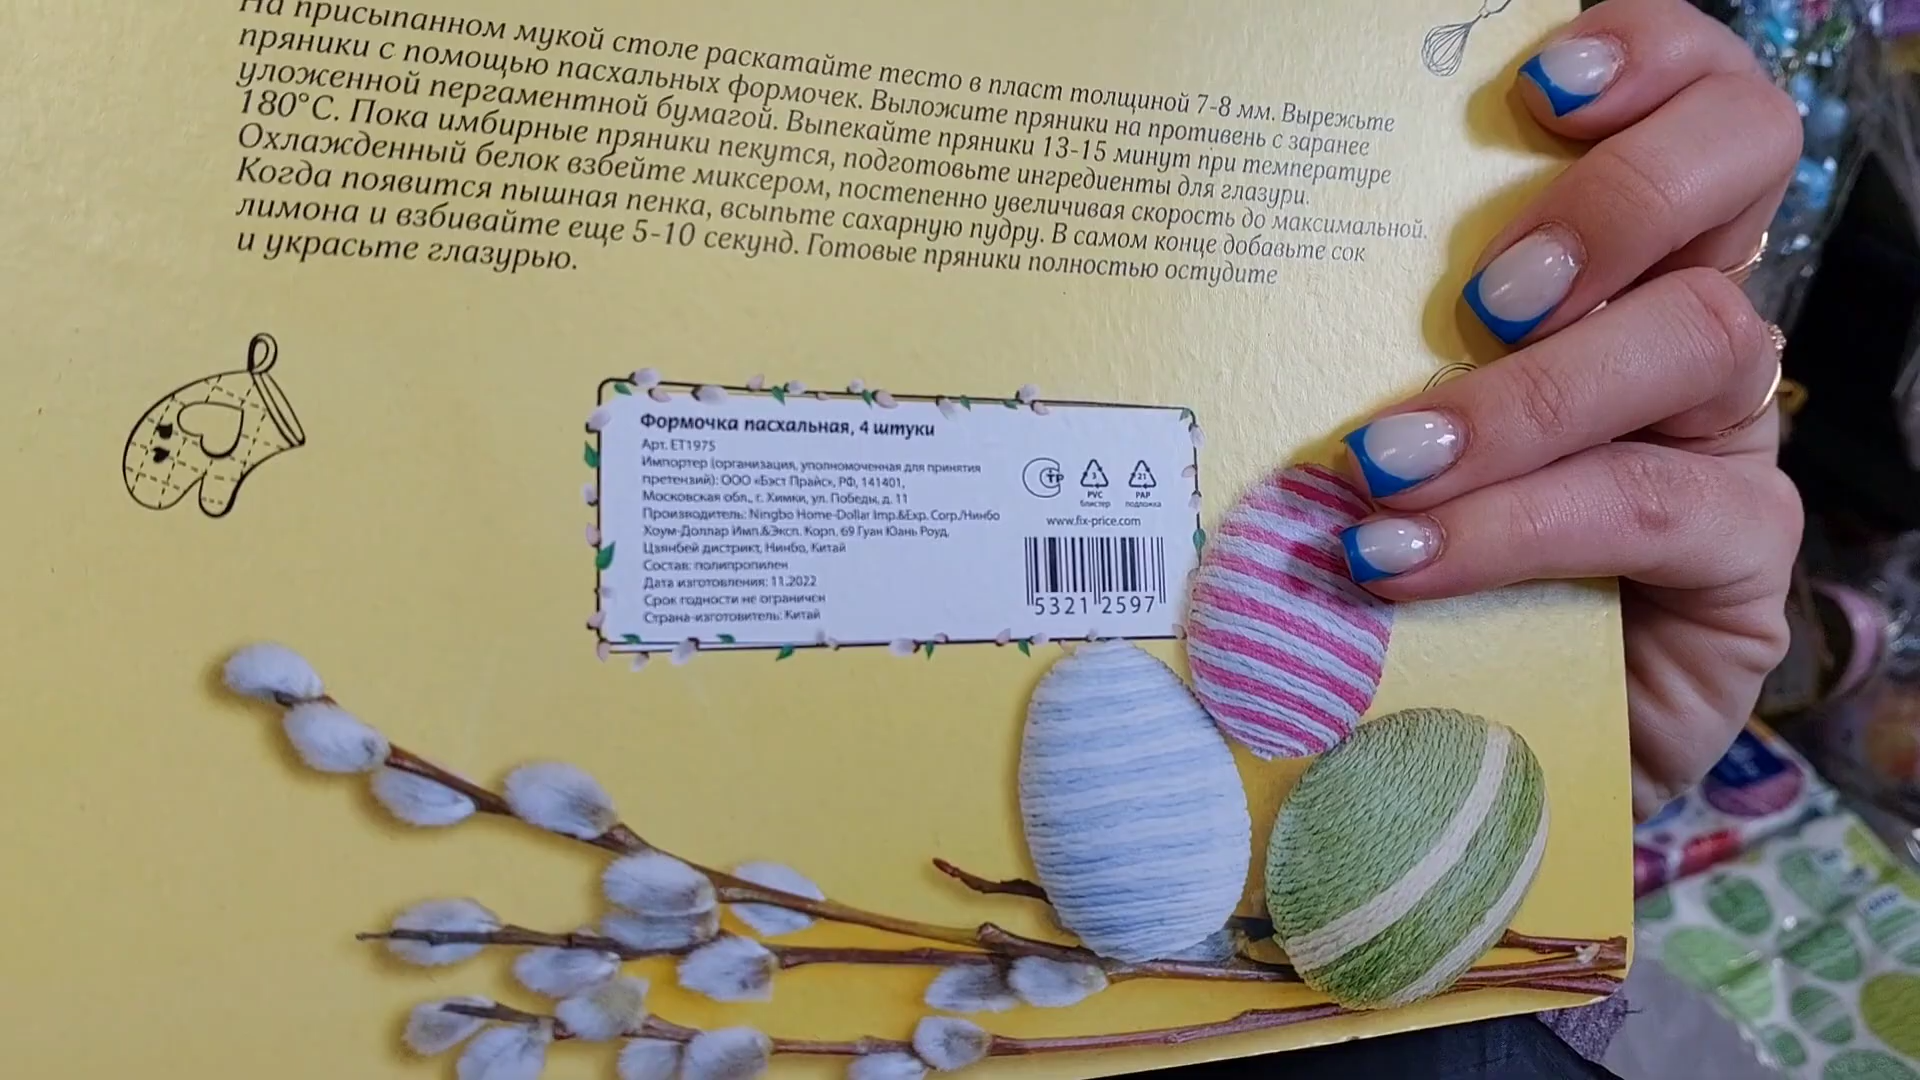 На присыпанном мукой столе раскатайте тесто в пласт толщиной 7-8 мм. Вырежьте
пряники с помощью пасхальных формочек. Выложите пряники на противень с заранее
уложенной пергаментной бумагой. Выпекайте пряники 13-15 минут при температуре
180°С. Пока имбирные пряники пекутся, подготовьте ингредиенты для глазури.
Охлажденный белок взбейте миксером, постепенно увеличивая скорость до максимальной.
Когда появится пышная пенка, всыпьте сахарную пудру. В самом конце добавьте сок
лимона и взбивайте еще 5-10 секунд. Готовые пряники полностью остудите
и украсьте глазурью.
Формочка пасхальная, 4 штуки
Арт. ET1975
Импортер (организация, уполномоченная для принятия
претензий): ООО «Бэст Прайс», РФ, 141401,
Московская обл., г. Химки, ул. Победы, д. 11
Производитель: Ningbo Home-Dollar Imp.&Exp. Corp./Нинбо
Хоум-Доллар Имп.&Эксп. Корп. 69 Гуан Юань Роуд,
Цзянбей дистрикт, Нинбо, Китай
Состав: полипропилен
Дата изготовления: 11.2022
Срок годности не ограничен
Страна-изготовитель: Китай
СТР
3
21
PVC
PAP
блистер
подложка
www.fix-price.com
5321 2597